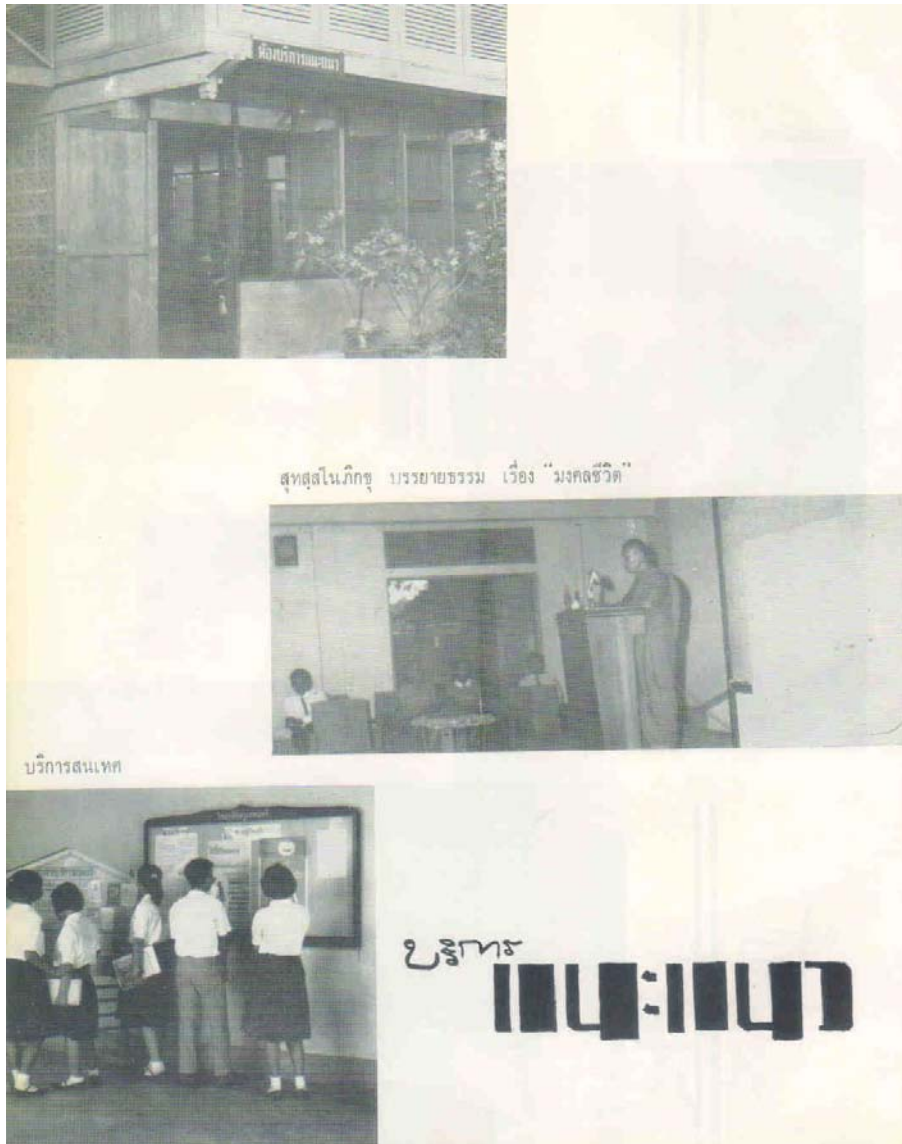 ห้องบริการแนะแนว
สุทสฺสโนภิกขุ บรรยายธรรม เรื่อง "มงคลชีวิต"
บริการสนเทศ
บริการ
แนะแนว